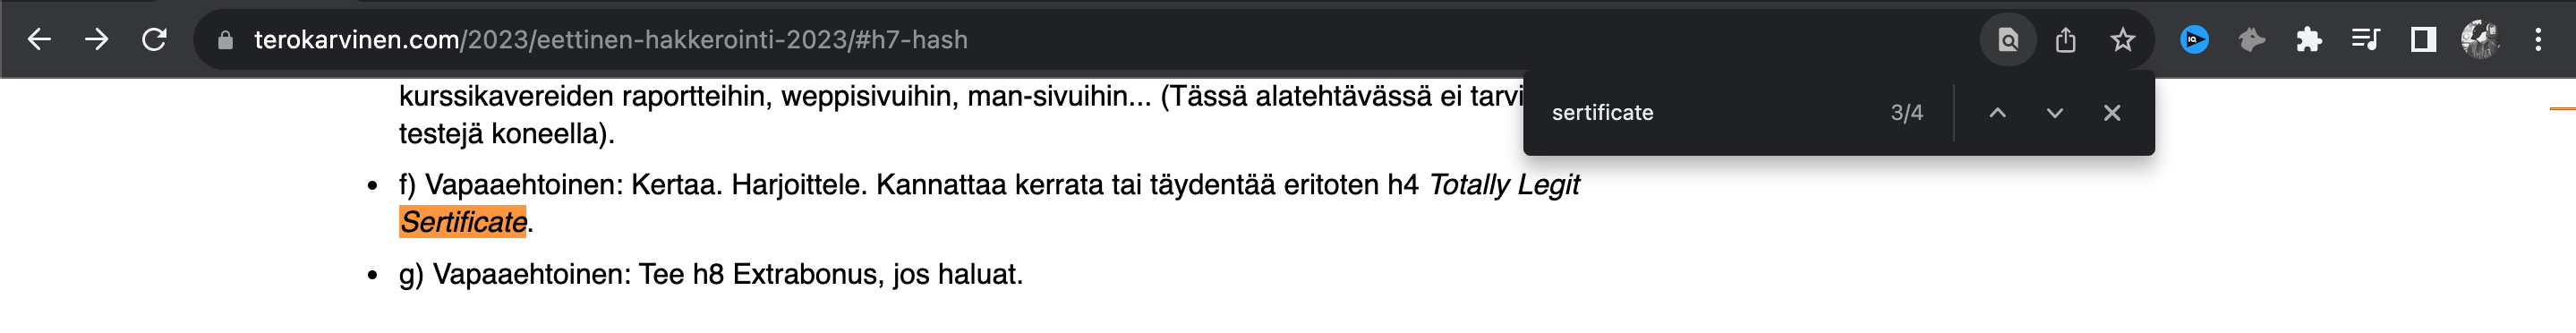 terokarvinen.com/2023/eettinen-hakkerointi-2023/#h7-hash
sertificate 3/4
kurssikavereiden raportteihin, weppisivuihin, man-sivuihin... (Tässä alatehtävässä ei tarvi
testejä koneella).
• f) Vapaaehtoinen: Kertaa. Harjoittele. Kannattaa kerrata tai täydentää eritoten h4 Totally Legit
Sertificate.
• g) Vapaaehtoinen: Tee h8 Extrabonus, jos haluat.